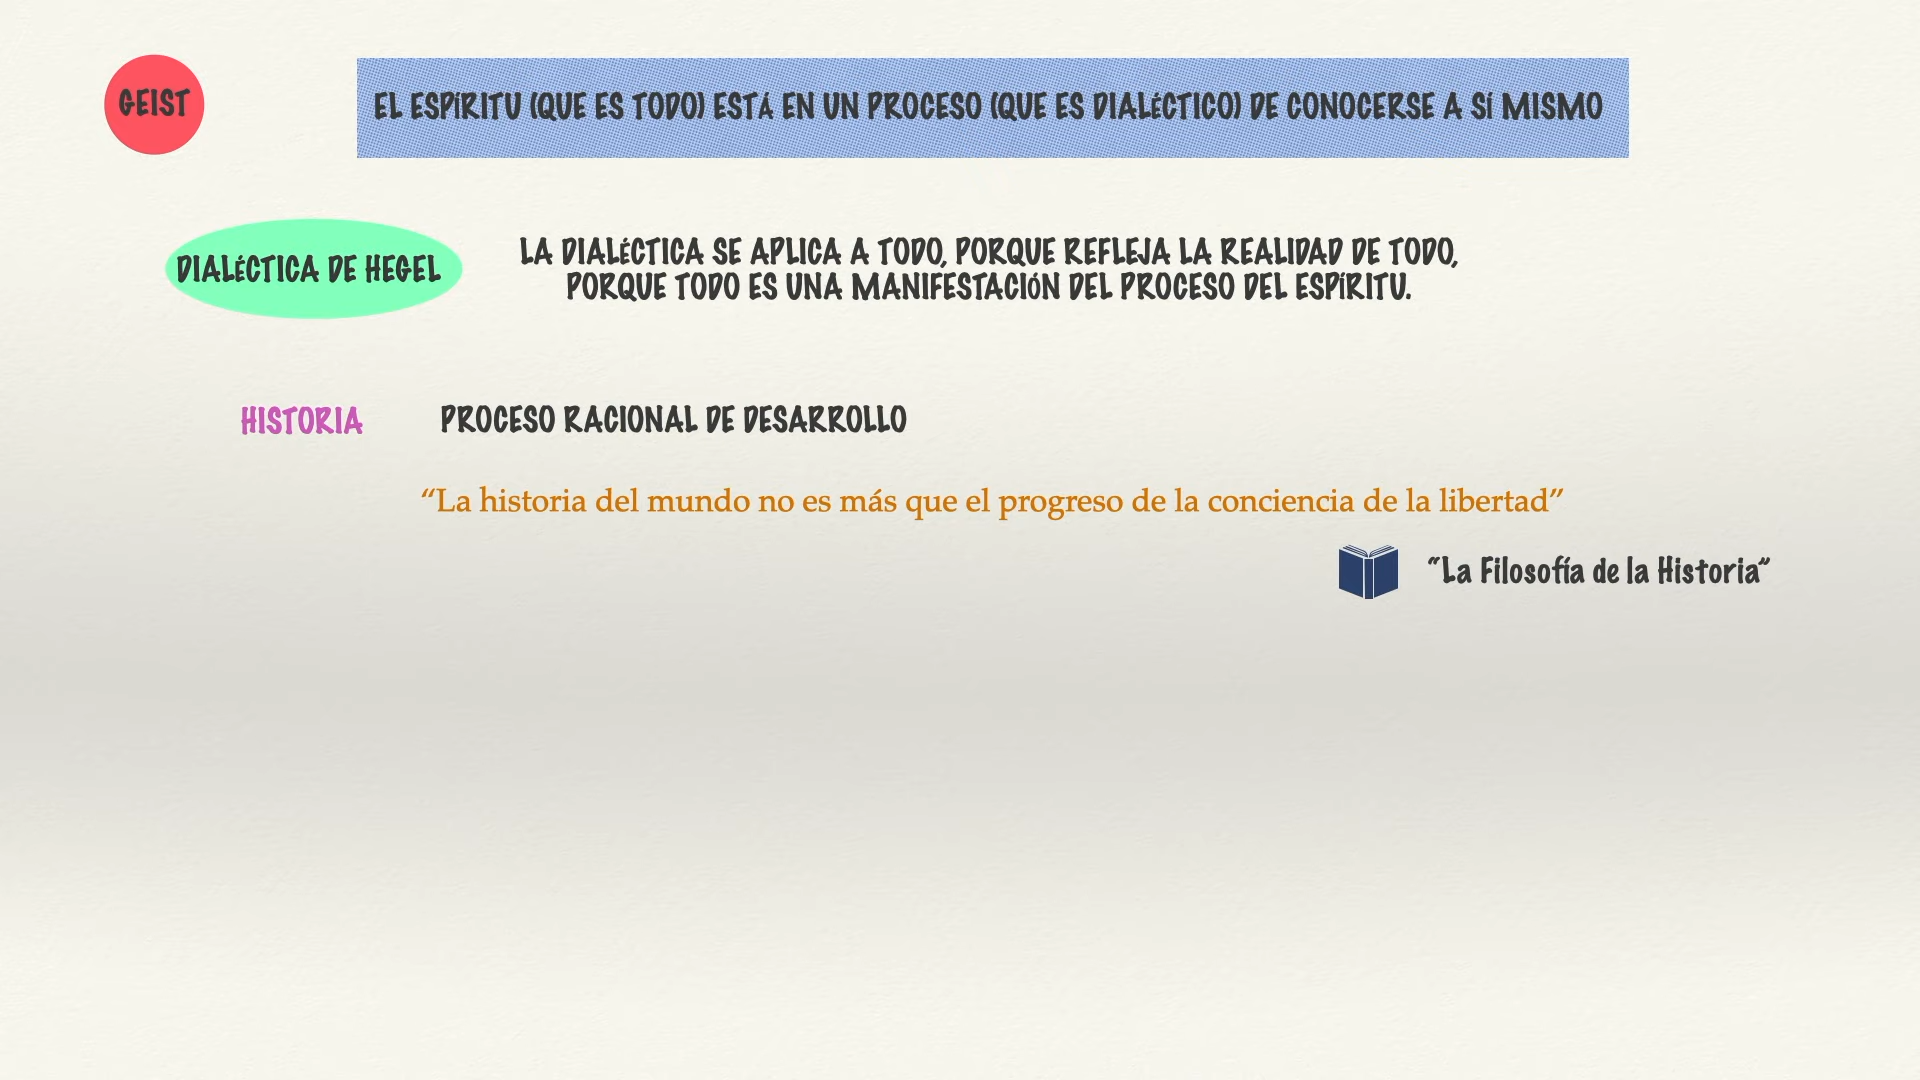 GEIST
EL ESPÍRITU (QUE ES TODO) ESTÁ EN UN PROCESO (QUE ES DIALÉCTICO) DE CONOCERSE A SÍ MISMO
DIALÉCTICA DE HEGEL
LA DIALÉCTICA SE APLICA A TODO, PORQUE REFLEJA LA REALIDAD DE TODO,
PORQUE TODO ES UNA MANIFESTACIÓN DEL PROCESO DEL ESPÍRITU.
HISTORIA
PROCESO RACIONAL DE DESARROLLO
“La historia del mundo no es más que el progreso de la conciencia de la libertad”
“La Filosofía de la Historia”